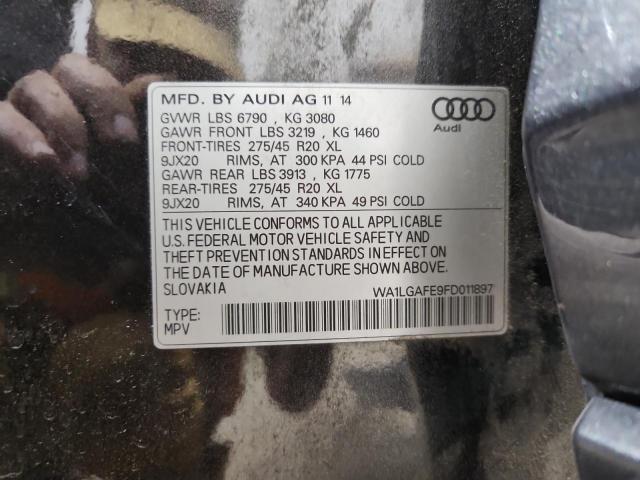 MFD. BY AUDI AG 11 14
GVWR LBS 6790 , KG 3080
GAWR FRONT LBS 3219 , KG 1460
FRONT-TIRES 275/45 R20 XL
9JX20 RIMS, AT 300 KPA 44 PSI COLD
GAWR REAR LBS 3913 , KG 1775
REAR-TIRES 275/45 R20 XL
9JX20 RIMS, AT 340 KPA 49 PSI COLD
Audi
THIS VEHICLE CONFORMS TO ALL APPLICABLE
U.S. FEDERAL MOTOR VEHICLE SAFETY AND
THEFT PREVENTION STANDARDS IN EFFECT ON
THE DATE OF MANUFACTURE SHOWN ABOVE.
SLOVAKIA
WA1LGAFE9FD011897
TYPE:
MPV